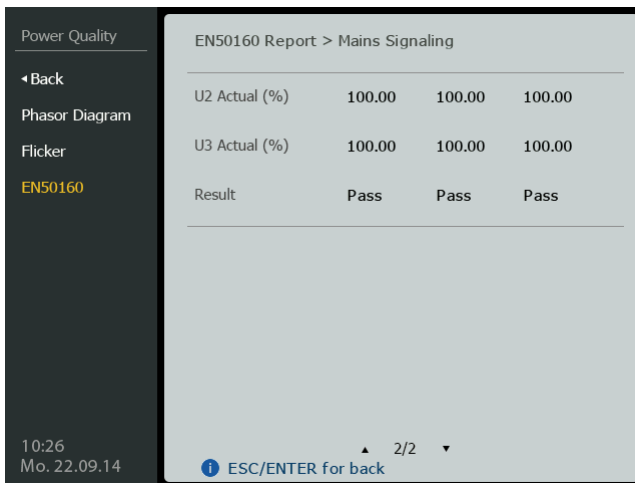 Power Quality
◂Back
Phasor Diagram
Flicker
EN50160
10:26
Mo. 22.09.14
EN50160 Report > Mains Signaling
U2 Actual (%) 100.00 100.00 100.00
U3 Actual (%) 100.00 100.00 100.00
Result Pass Pass Pass
▲ 2/2 ▼
i ESC/ENTER for back